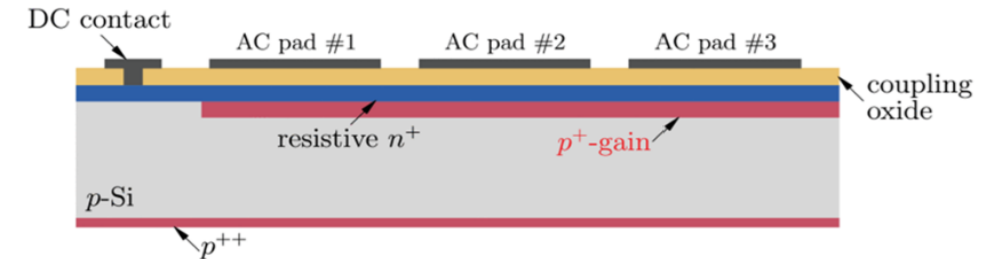 DC contact
AC pad #1
AC pad #2
AC pad #3
coupling
oxide
resistive n⁺
p⁺-gain
p-Si
p⁺⁺